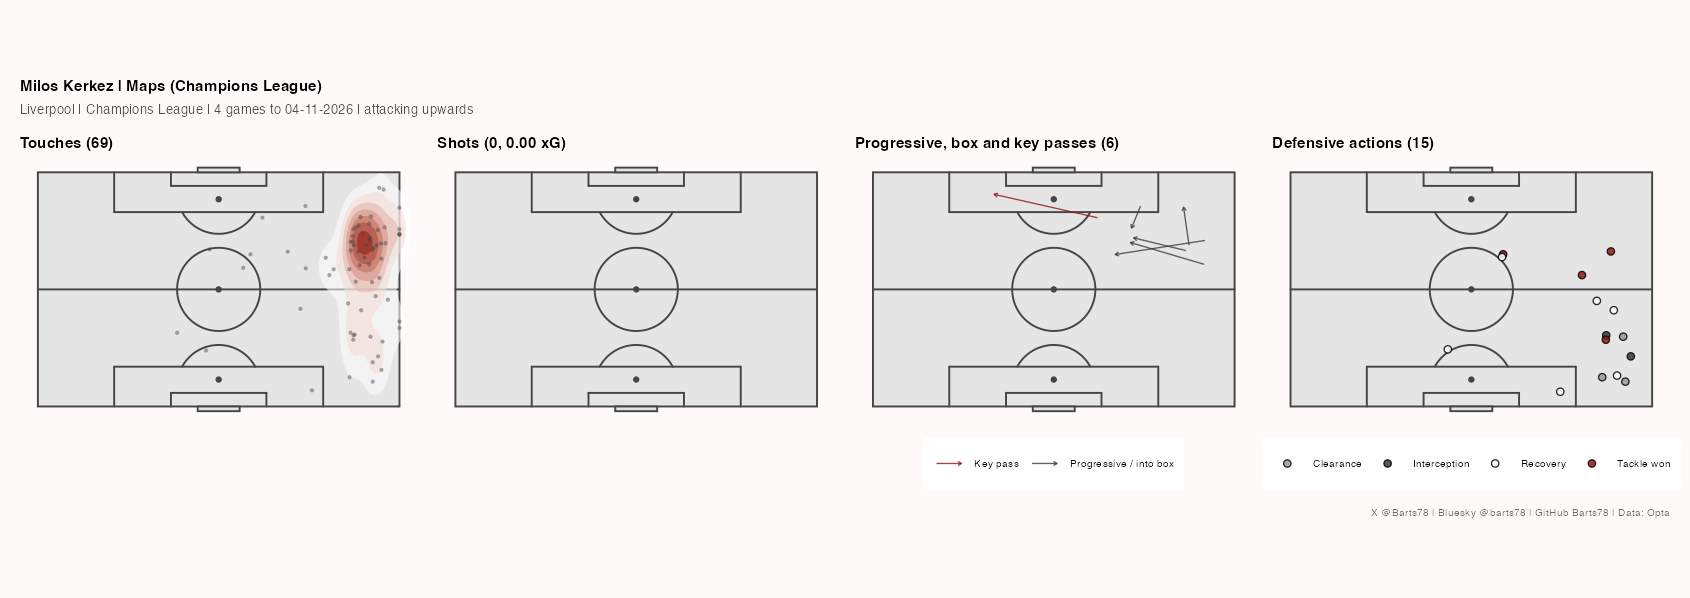 Milos Kerkez | Maps (Champions League)
Liverpool | Champions League | 4 games to 04-11-2026 | attacking upwards
Touches (69)
Shots (0, 0.00 xG)
Progressive, box and key passes (6)
Defensive actions (15)
Key pass
Progressive / into box
Clearance
Interception
Recovery
Tackle won
X @Barts78 | Bluesky @barts78 | GitHub Barts78 | Data: Opta